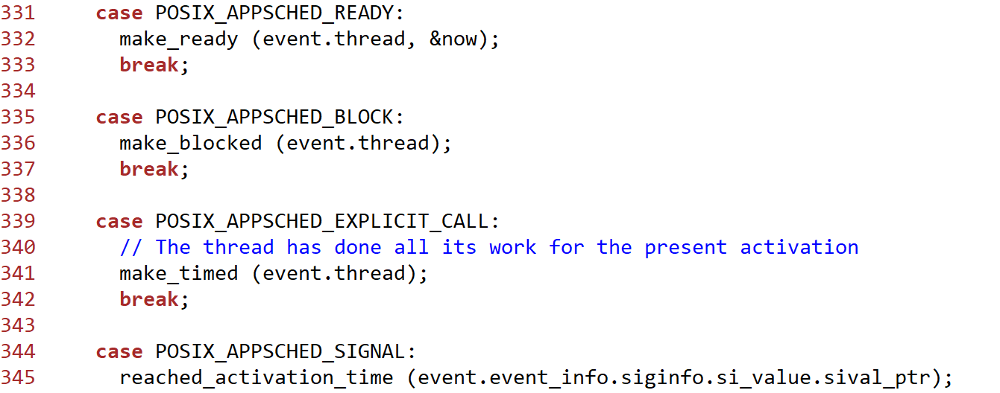 331     case POSIX_APPSCHED_READY:
332       make_ready (event.thread, &now);
333       break;
334
335     case POSIX_APPSCHED_BLOCK:
336       make_blocked (event.thread);
337       break;
338
339     case POSIX_APPSCHED_EXPLICIT_CALL:
340       // The thread has done all its work for the present activation
341       make_timed (event.thread);
342       break;
343
344     case POSIX_APPSCHED_SIGNAL:
345       reached_activation_time (event.event_info.siginfo.si_value.sival_ptr);